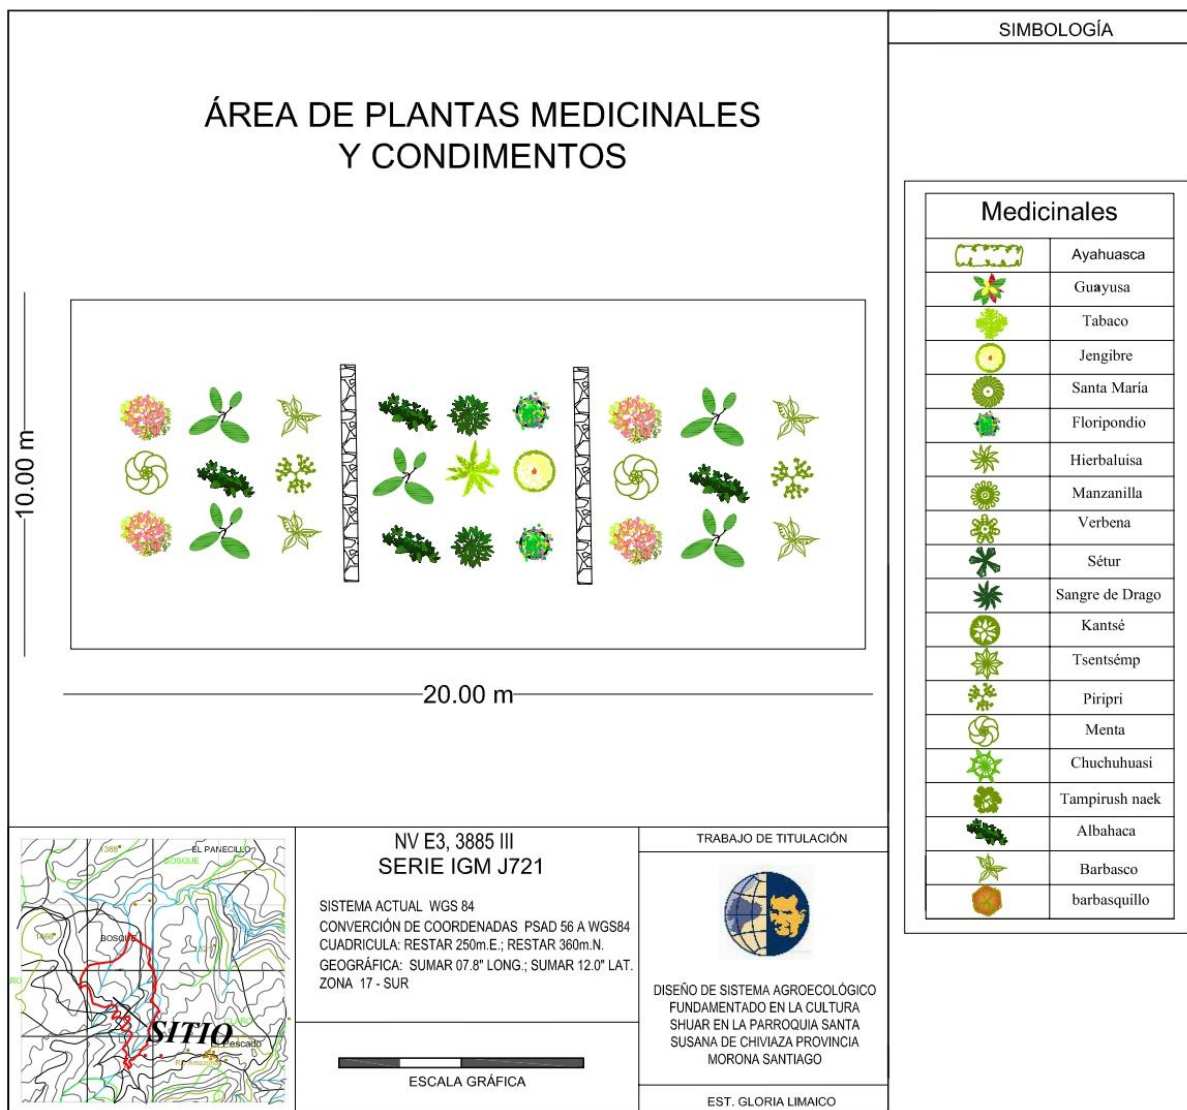 SIMBOLOGÍA
ÁREA DE PLANTAS MEDICINALES
Y CONDIMENTOS
10.00 m
20.00 m
Medicinales
Ayahuasca
Guayusa
Tabaco
Jengibre
Santa María
Floripondio
Hierbaluisa
Manzanilla
Verbena
Sétur
Sangre de Drago
Kantsé
Tsentsémp
Piripri
Menta
Chuchuhuasi
Tampirush naek
Albahaca
Barbasco
barbasquillo
1388
EL PANECILLO
BOSQUE
BOSQUE
SITIO
Pescado
NV E3, 3885 III
SERIE IGM J721
SISTEMA ACTUAL WGS 84
CONVERCIÓN DE COORDENADAS PSAD 56 A WGS84
CUADRICULA: RESTAR 250m.E.; RESTAR 360m.N.
GEOGRÁFICA: SUMAR 07.8" LONG.; SUMAR 12.0" LAT.
ZONA 17 - SUR
ESCALA GRÁFICA
TRABAJO DE TITULACIÓN
DISEÑO DE SISTEMA AGROECOLÓGICO
FUNDAMENTADO EN LA CULTURA
SHUAR EN LA PARROQUIA SANTA
SUSANA DE CHIVIAZA PROVINCIA
MORONA SANTIAGO
EST. GLORIA LIMAICO